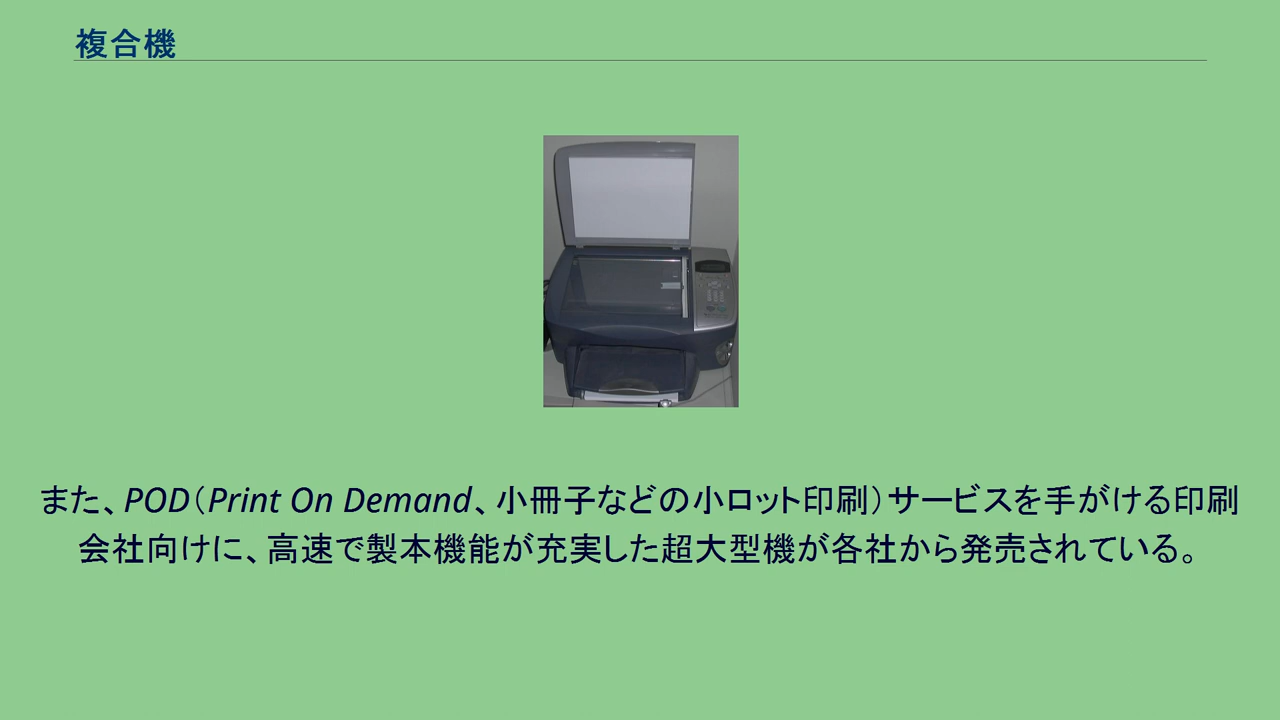 複合機
また、POD（Print On Demand、小冊子などの小ロット印刷）サービスを手がける印刷
会社向けに、高速で製本機能が充実した超大型機が各社から発売されている。